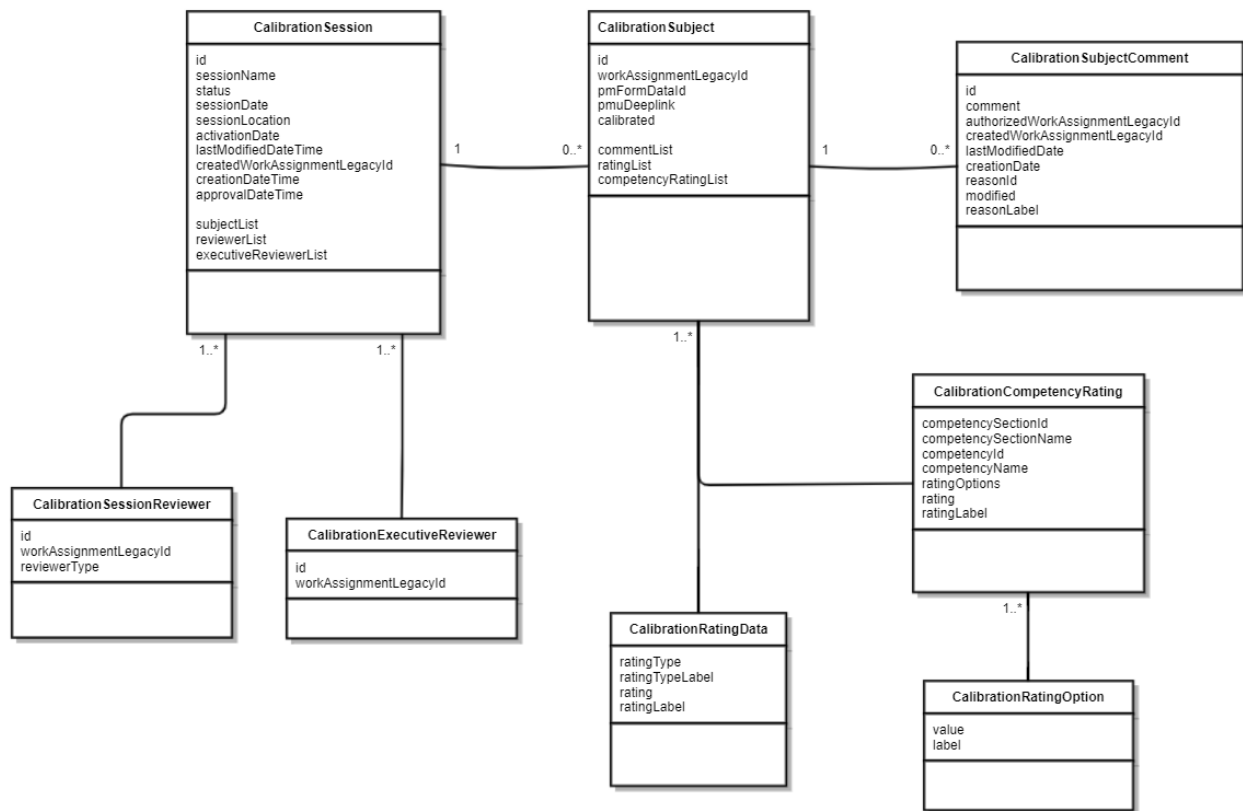 CalibrationSession
id
sessionName
status
sessionDate
sessionLocation
activationDate
lastModifiedDateTime
createdWorkAssignmentLegacyId
creationDateTime
approvalDateTime
subjectList
reviewerList
executiveReviewerList
1
0..*
CalibrationSubject
id
workAssignmentLegacyId
pmFormDataId
pmuDeeplink
calibrated
commentList
ratingList
competencyRatingList
1
0..*
CalibrationSubjectComment
id
comment
authorizedWorkAssignmentLegacyId
createdWorkAssignmentLegacyId
lastModifiedDate
creationDate
reasonId
modified
reasonLabel
1..*
1..*
1..*
CalibrationSessionReviewer
id
workAssignmentLegacyId
reviewerType
CalibrationExecutiveReviewer
id
workAssignmentLegacyId
CalibrationCompetencyRating
competencySectionId
competencySectionName
competencyId
competencyName
ratingOptions
rating
ratingLabel
1..*
CalibrationRatingData
ratingType
ratingTypeLabel
rating
ratingLabel
CalibrationRatingOption
value
label